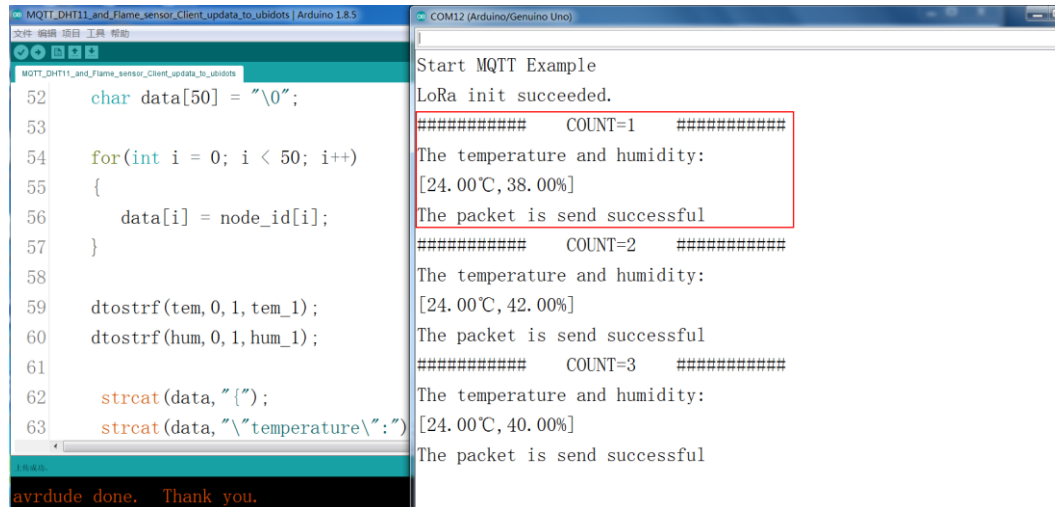 MQTT_DHT11_and_Flame_sensor_Client_updata_to_ubidots | Arduino 1.8.5
文件 编辑 项目 工具 帮助
MQTT_DHT11_and_Flame_sensor_Client_updata_to_ubidots
52 char data[50] = "\0";
53
54 for(int i = 0; i < 50; i++)
55 {
56 data[i] = node_id[i];
57 }
58
59 dtostrf(tem,0,1,tem_1);
60 dtostrf(hum,0,1,hum_1);
61
62 strcat(data,"{");
63 strcat(data,"\"temperature\":")
上传成功。
avrdude done.  Thank you.
COM12 (Arduino/Genuino Uno)
Start MQTT Example
LoRa init succeeded.
########### COUNT=1 ###########
The temperature and humidity:
[24.00℃,38.00%]
The packet is send successful
########### COUNT=2 ###########
The temperature and humidity:
[24.00℃,42.00%]
The packet is send successful
########### COUNT=3 ###########
The temperature and humidity:
[24.00℃,40.00%]
The packet is send successful